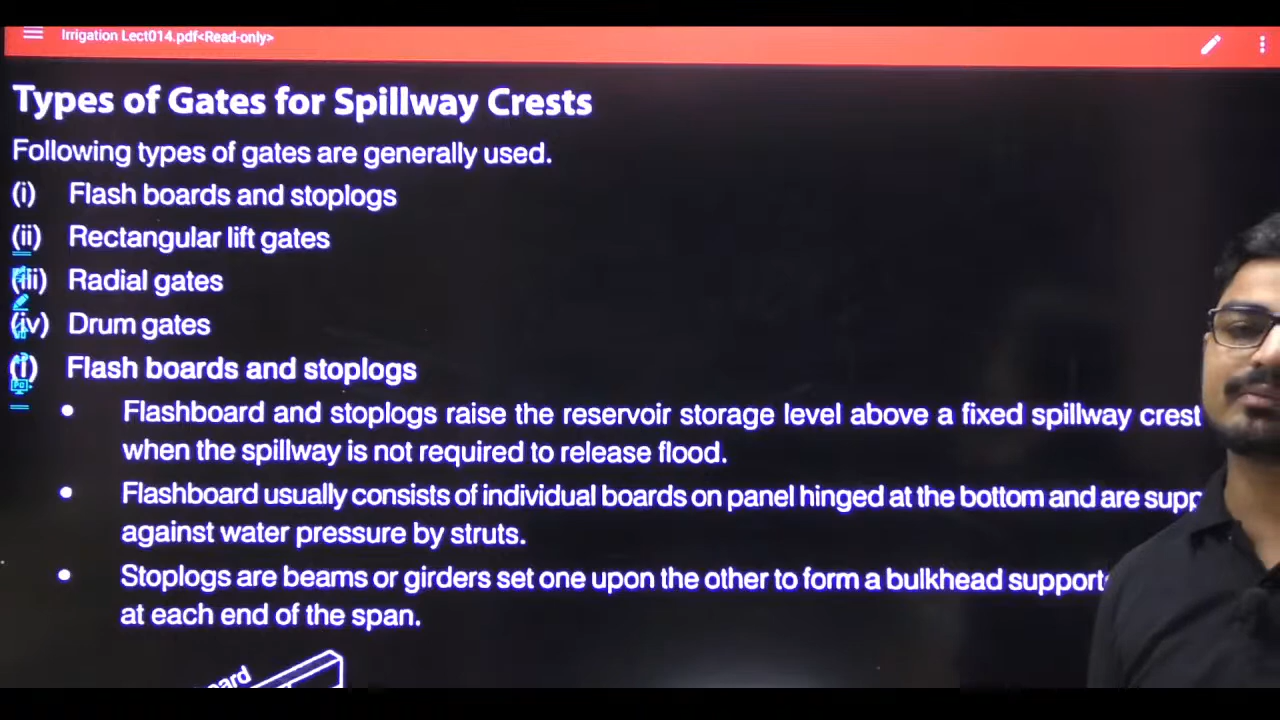 Irrigation Lect014.pdf<Read-only>
Types of Gates for Spillway Crests
Following types of gates are generally used.
(i) Flash boards and stoplogs
(ii) Rectangular lift gates
(iii) Radial gates
(iv) Drum gates
(i) Flash boards and stoplogs
• Flashboard and stoplogs raise the reservoir storage level above a fixed spillway crest
when the spillway is not required to release flood.
• Flashboard usually consists of individual boards on panel hinged at the bottom and are supp
against water pressure by struts.
• Stoplogs are beams or girders set one upon the other to form a bulkhead support
at each end of the span.